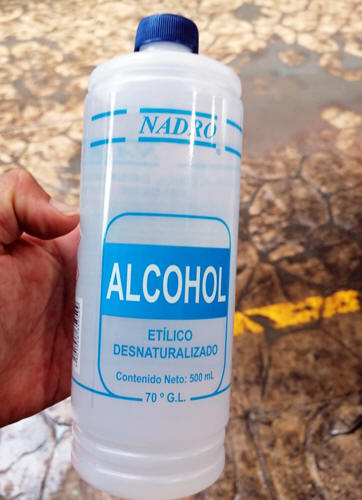 NADRO
ALCOHOL
ETÍLICO
DESNATURALIZADO
Contenido Neto: 500 mL
70 º G.L.